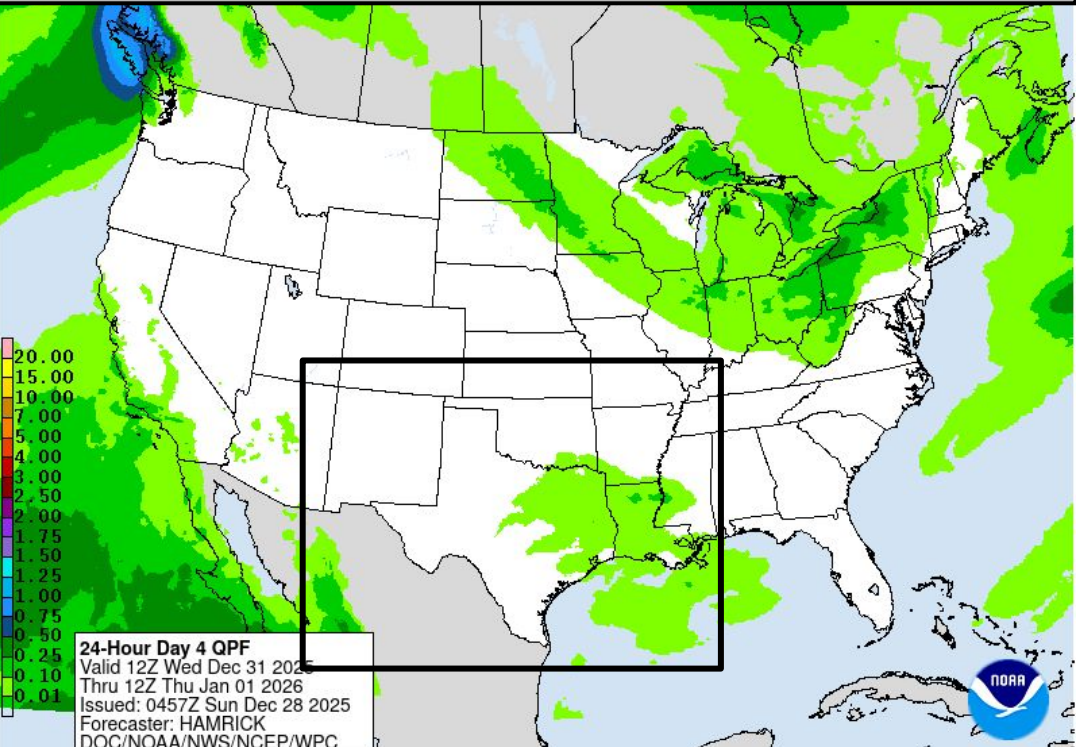 20.00
15.00
10.00
7.00
5.00
4.00
3.00
2.50
2.00
1.75
1.50
1.25
1.00
0.75
0.50
0.25
0.10
0.01
24-Hour Day 4 QPF
Valid 12Z Wed Dec 31 2025
Thru 12Z Thu Jan 01 2026
Issued: 0457Z Sun Dec 28 2025
Forecaster: HAMRICK
DOC/NOAA/NWS/NCEP/WPC
NOAA